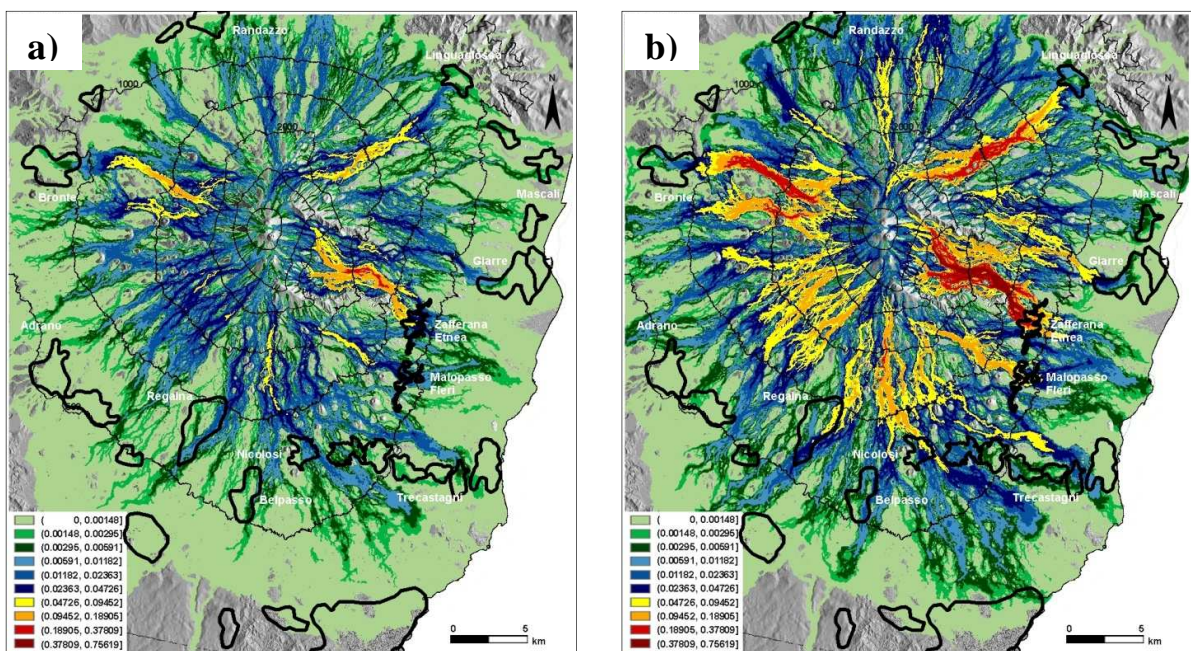 a)
Randazzo
Linguaglossa
N
1000
2000
Bronte
Mascali
Giarre
Adrano
Zafferana
Etnea
Malopasso
Fleri
Regalna
Nicolosi
Belpasso
Trecastagni
( 0, 0.00148]
(0.00148, 0.00295]
(0.00295, 0.00591]
(0.00591, 0.01182]
(0.01182, 0.02363]
(0.02363, 0.04726]
(0.04726, 0.09452]
(0.09452, 0.18905]
(0.18905, 0.37809]
(0.37809, 0.75619]
0 5
km
b)
Randazzo
Linguaglossa
N
1000
2000
Bronte
Mascali
Giarre
Adrano
Zafferana
Etnea
Malopasso
Fleri
Regalna
Nicolosi
Belpasso
Trecastagni
( 0, 0.00148]
(0.00148, 0.00295]
(0.00295, 0.00591]
(0.00591, 0.01182]
(0.01182, 0.02363]
(0.02363, 0.04726]
(0.04726, 0.09452]
(0.09452, 0.18905]
(0.18905, 0.37809]
(0.37809, 0.75619]
0 5
km